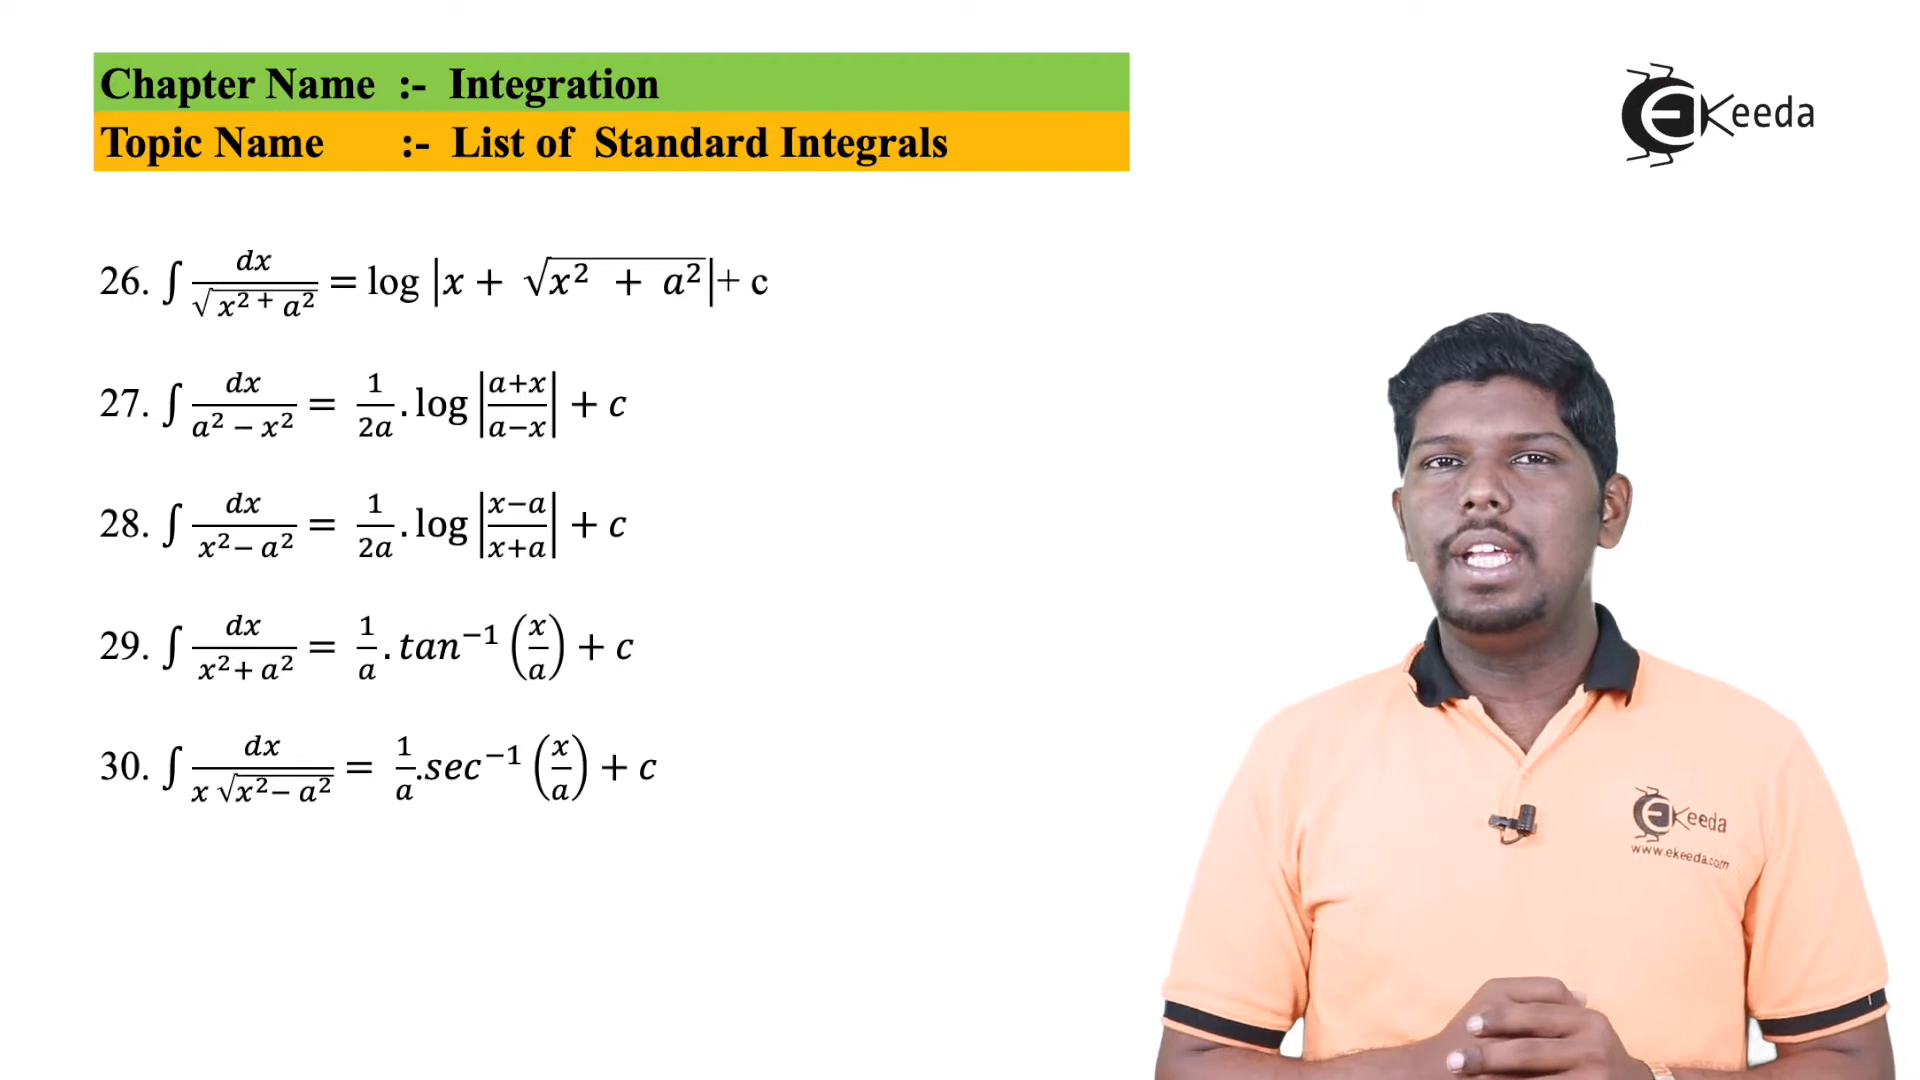 Chapter Name :- Integration
Topic Name :- List of Standard Integrals
EKeeda
26. ∫ dx/√(x² + a²) = log |x + √(x² + a²)| + c
27. ∫ dx/(a² − x²) = 1/2a . log |(a+x)/(a−x)| + c
28. ∫ dx/(x² − a²) = 1/2a . log |(x−a)/(x+a)| + c
29. ∫ dx/(x² + a²) = 1/a . tan⁻¹ (x/a) + c
30. ∫ dx/(x √(x² − a²)) = 1/a .sec⁻¹ (x/a) + c
EKeeda
www.ekeeda.com